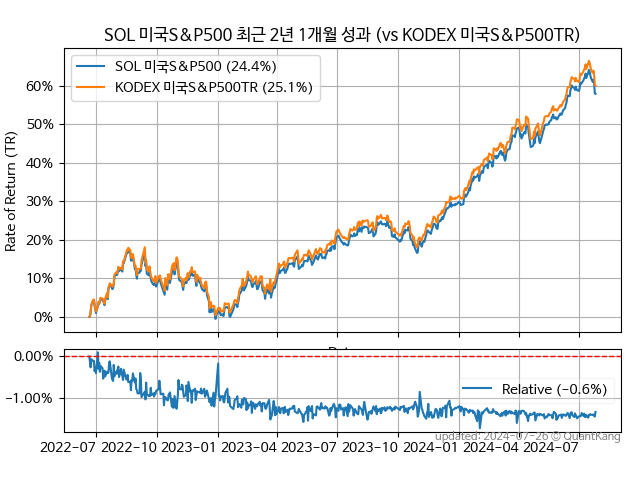 SOL 미국S&P500 최근 2년 1개월 성과 (vs KODEX 미국S&P500TR)
SOL 미국S&P500 (24.4%)
KODEX 미국S&P500TR (25.1%)
Rate of Return (TR)
60%
50%
40%
30%
20%
10%
0%
0.00%
−1.00%
Relative (−0.6%)
updated: 2024-07-26 © QuantKang
2022-07 2022-10 2023-01 2023-04 2023-07 2023-10 2024-01 2024-04 2024-07